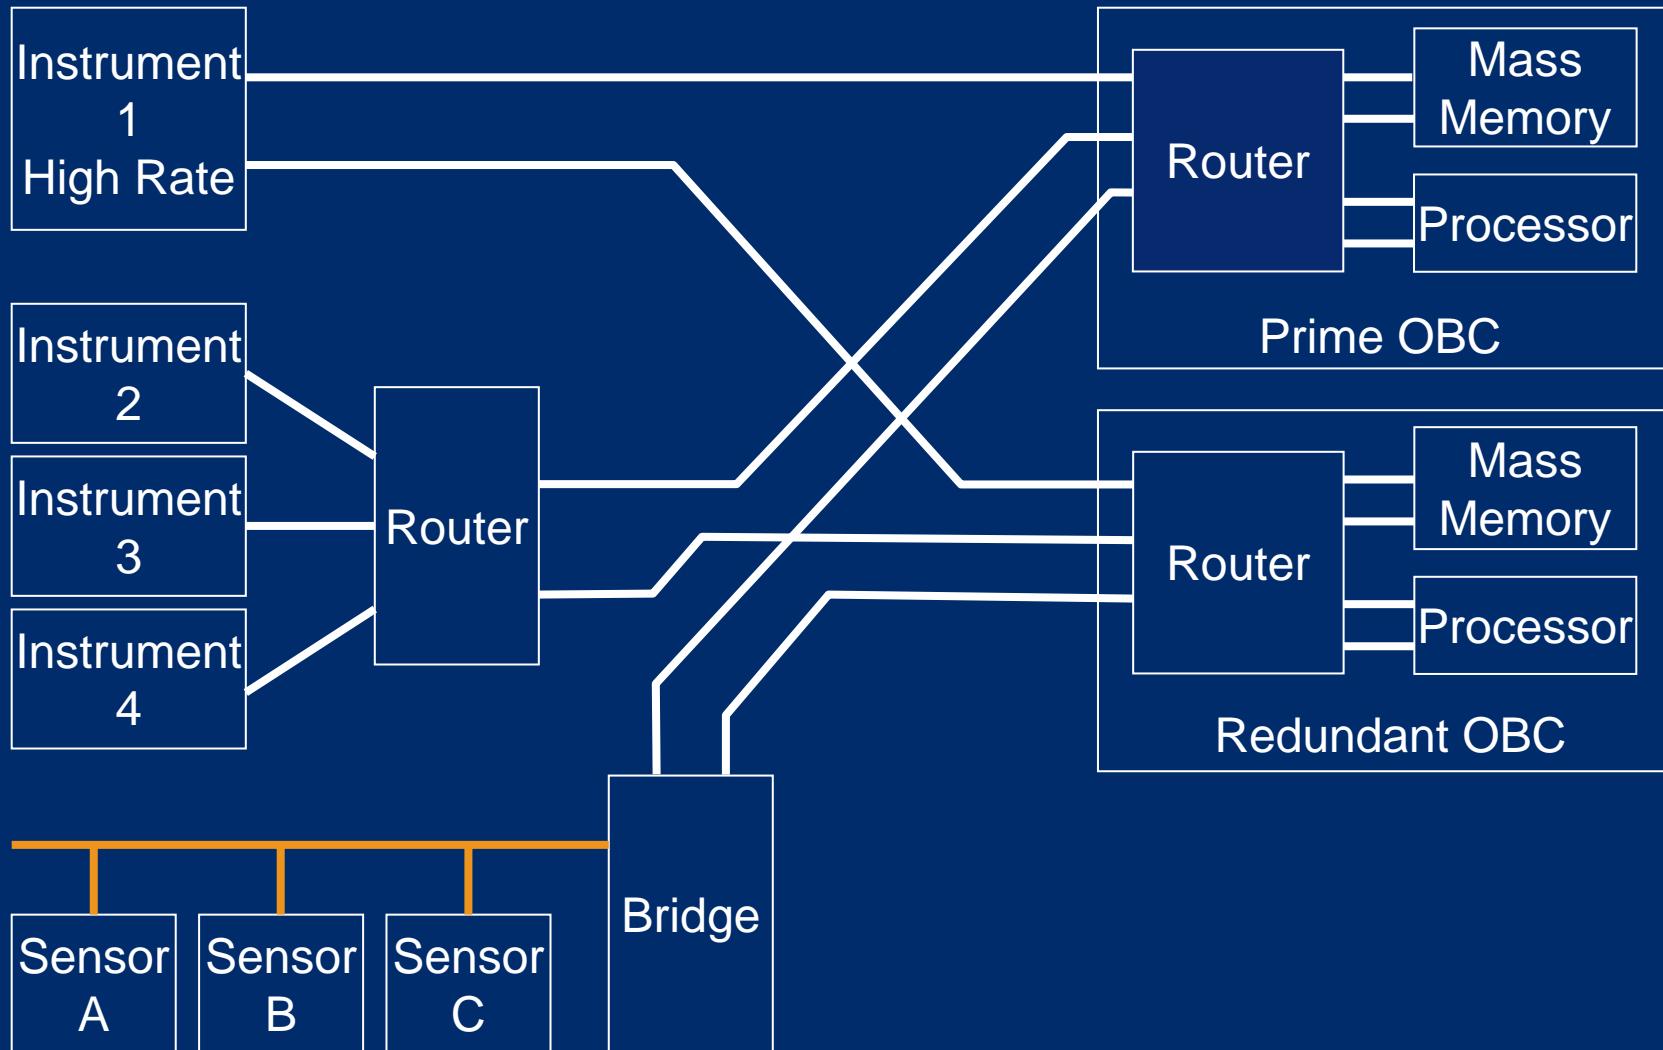 Instrument
1
High Rate
Instrument
2
Instrument
3
Instrument
4
Router
Router
Mass
Memory
Processor
Prime OBC
Router
Mass
Memory
Processor
Redundant OBC
Bridge
Sensor
A
Sensor
B
Sensor
C